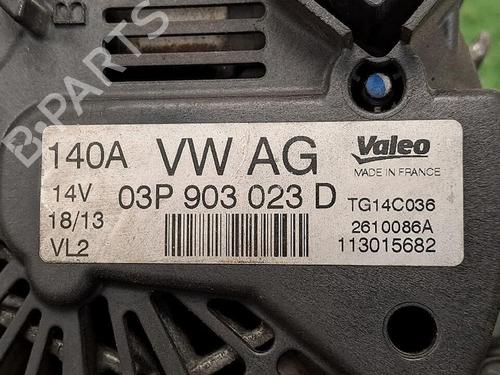 B
B-PARTS
140A VW AG Valeo
MADE IN FRANCE
14V 03P 903 023 D TG14C036
18/13 2610086A
VL2 113015682